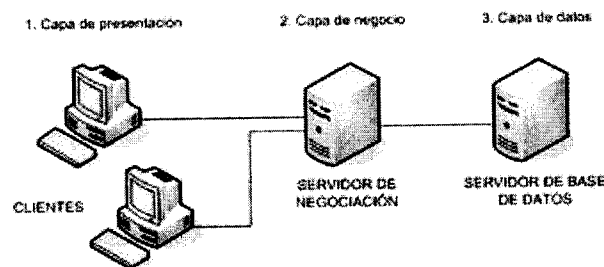 1. Capa de presentación
2. Capa de negocio
3. Capa de datos
CLIENTES
SERVIDOR DE
NEGOCIACIÓN
SERVIDOR DE BASE
DE DATOS